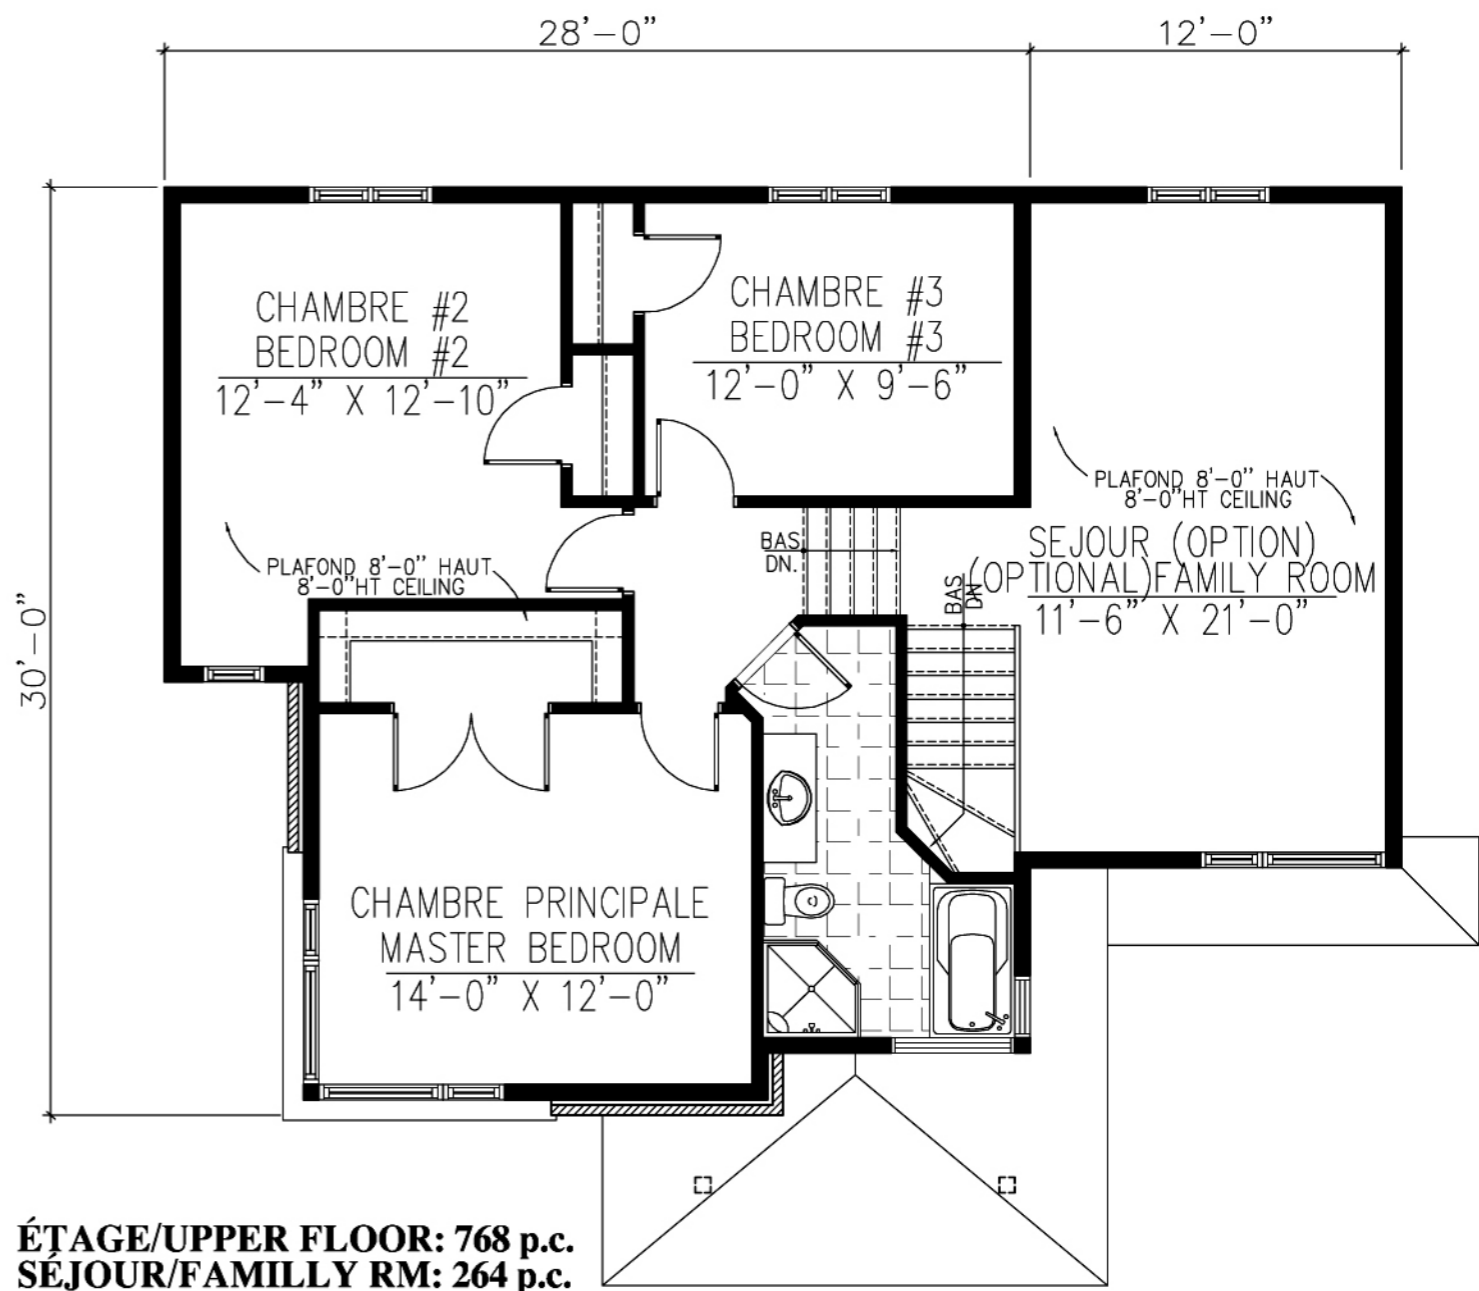 28'-0"
12'-0"
30'-0"
CHAMBRE #2
BEDROOM #2
12'-4" X 12'-10"
CHAMBRE #3
BEDROOM #3
12'-0" X 9'-6"
PLAFOND 8'-0" HAUT
8'-0"HT CEILING
SEJOUR (OPTION)
(OPTIONAL)FAMILY ROOM
11'-6" X 21'-0"
BAS
DN.
BAS
DN
PLAFOND 8'-0" HAUT
8'-0"HT CEILING
CHAMBRE PRINCIPALE
MASTER BEDROOM
14'-0" X 12'-0"
ÉTAGE/UPPER FLOOR: 768 p.c.
SÉJOUR/FAMILLY RM: 264 p.c.